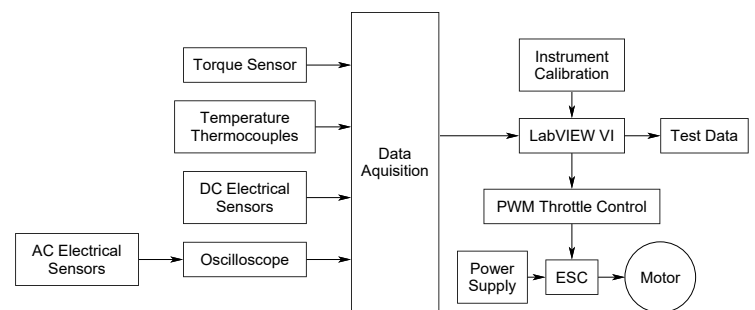 Torque Sensor
Temperature
Thermocouples
DC Electrical
Sensors
AC Electrical
Sensors
Oscilloscope
Data
Aquisition
Instrument
Calibration
LabVIEW VI
Test Data
PWM Throttle Control
Power
Supply
ESC
Motor